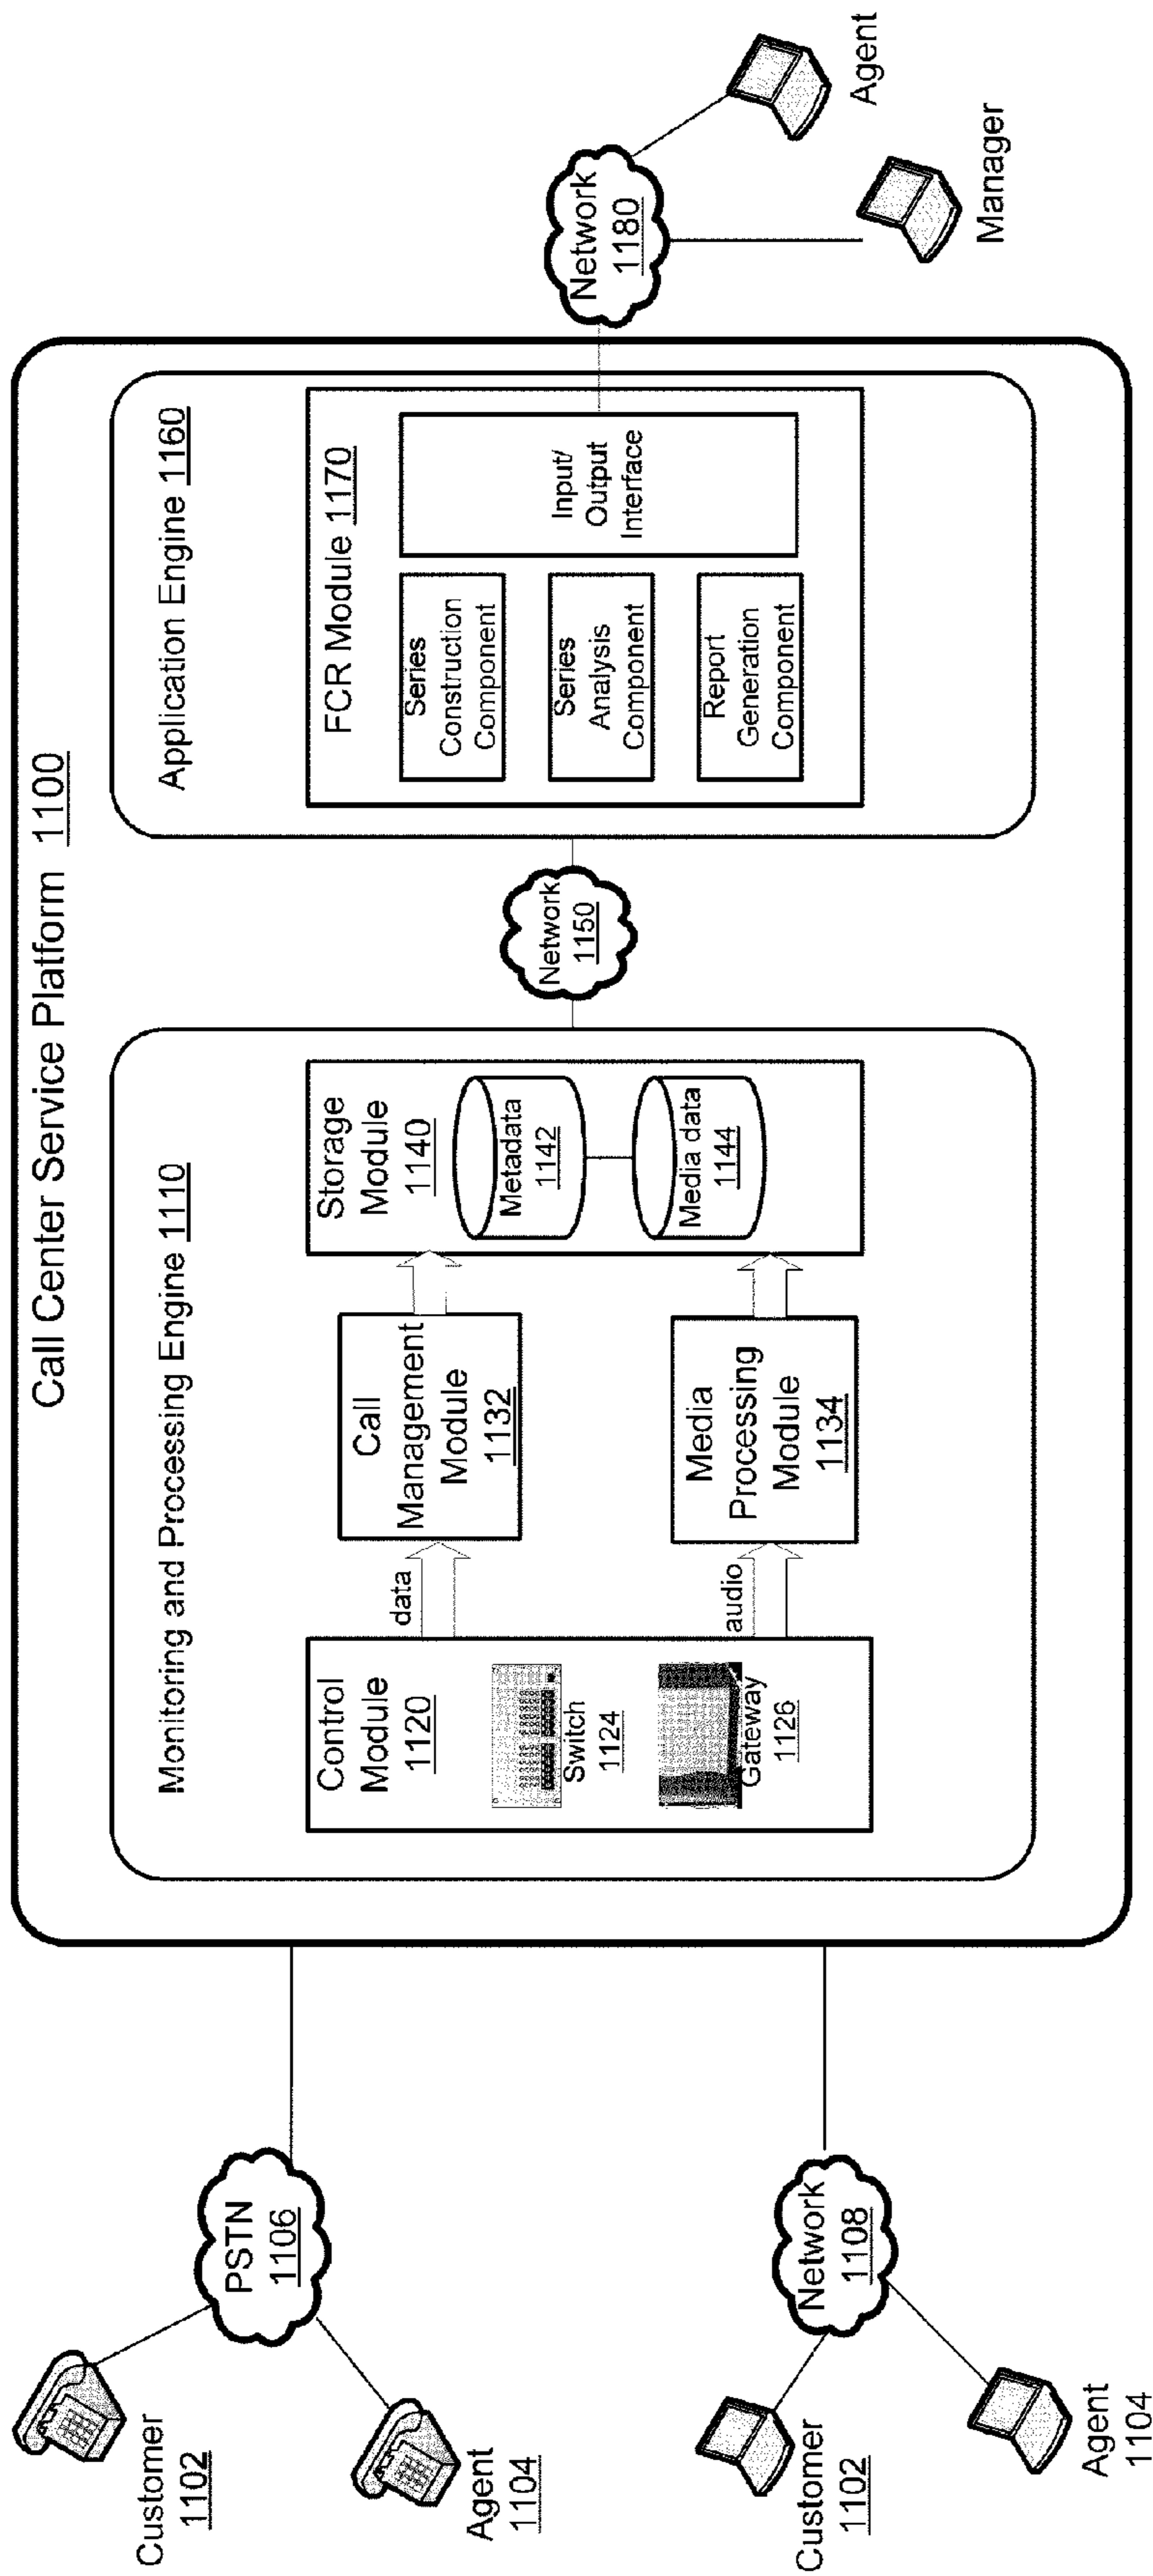 Call Center Service Platform 1100
Customer
1102
Agent
1104
PSTN
1106
Customer
1102
Agent
1104
Network
1108
Monitoring and Processing Engine 1110
Control
Module
1120
Switch
1124
Gateway
1126
data
audio
Call
Management
Module
1132
Media
Processing
Module
1134
Storage
Module
1140
Metadata
1142
Media data
1144
Network
1150
Application Engine 1160
FCR Module 1170
Series
Construction
Component
Series
Analysis
Component
Report
Generation
Component
Input/
Output
Interface
Network
1180
Agent
Manager